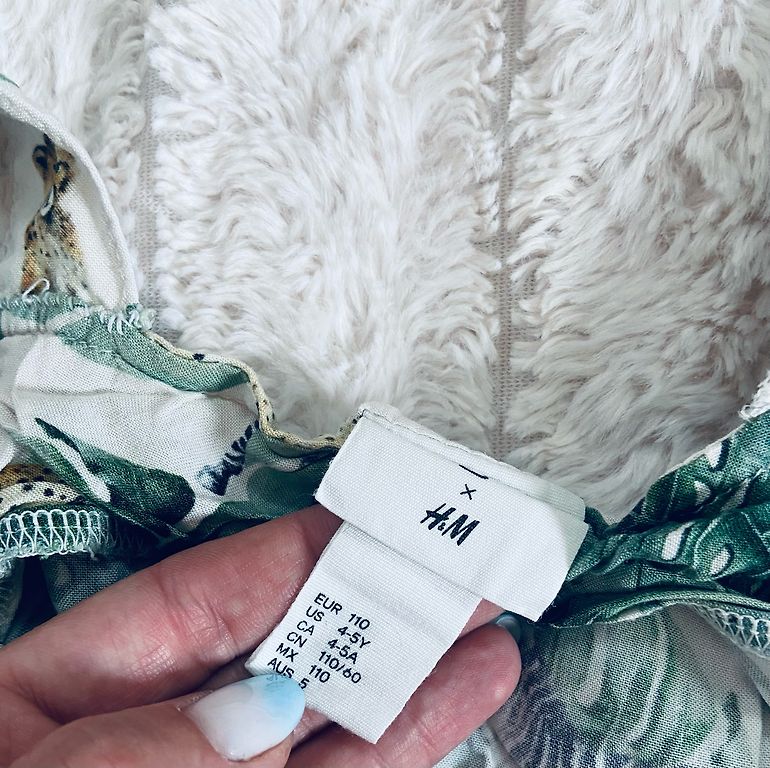 ×
H&M
EUR 110
US 4-5Y
CA 4-5A
CN 110/60
MX 110
AUS 5